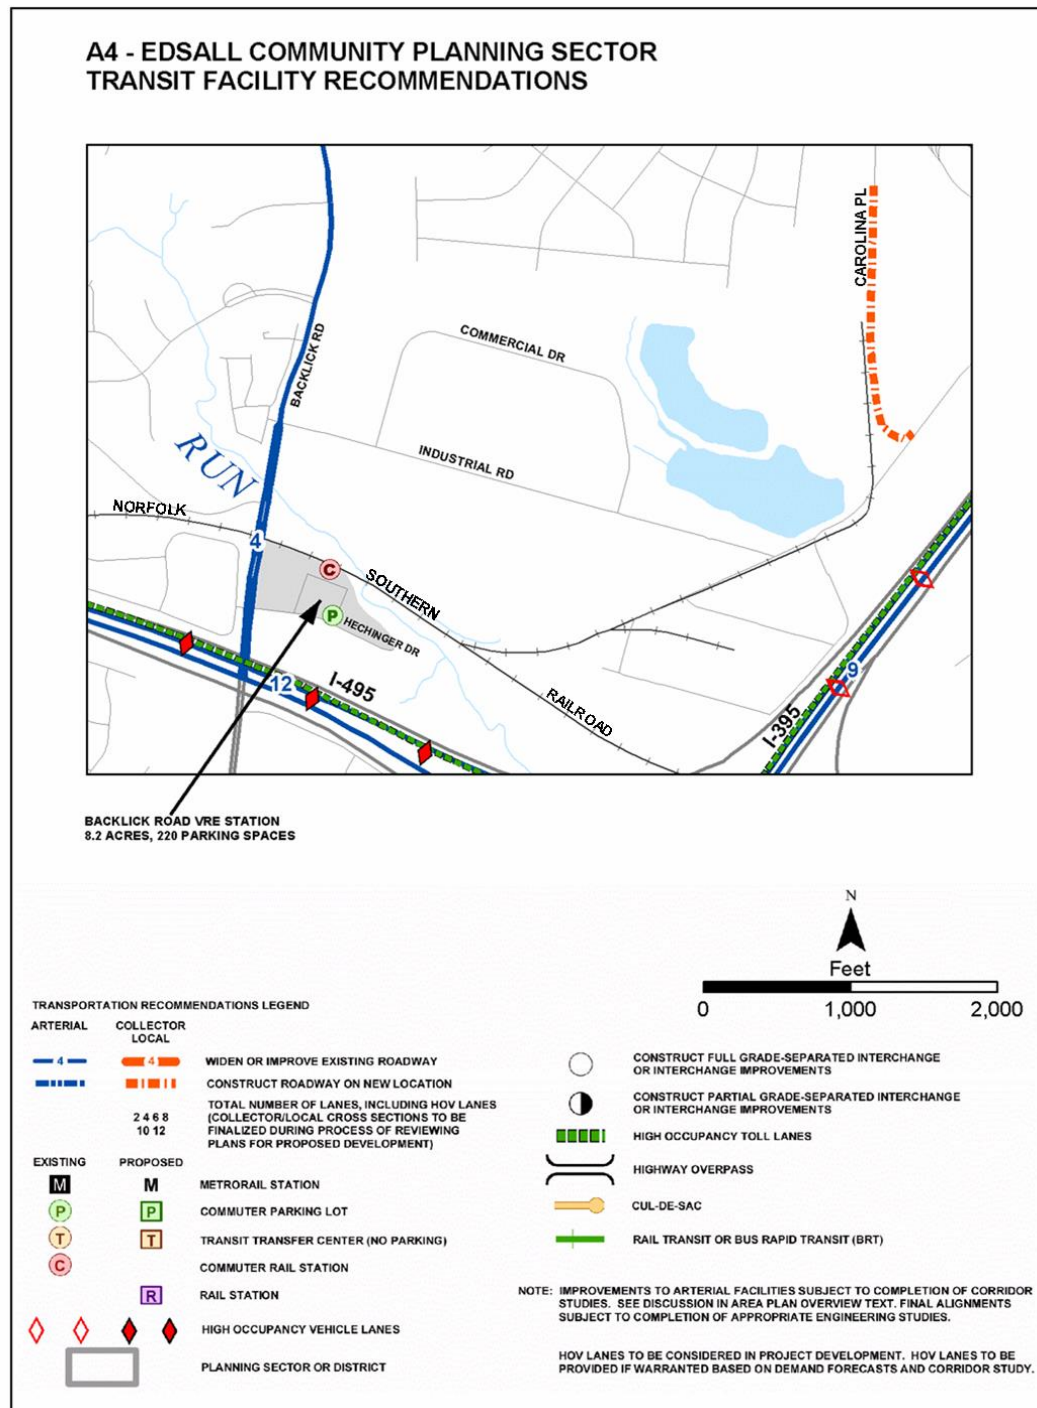 A4 - EDSALL COMMUNITY PLANNING SECTOR
TRANSIT FACILITY RECOMMENDATIONS
CAROLINA PL
COMMERCIAL DR
BACKLICK RD
INDUSTRIAL RD
RUN
NORFOLK
4
C
SOUTHERN
P
HECHINGER DR
12
I-495
RAILROAD
9
I-395
BACKLICK ROAD VRE STATION
8.2 ACRES, 220 PARKING SPACES
N
Feet
0 1,000 2,000
TRANSPORTATION RECOMMENDATIONS LEGEND
ARTERIAL COLLECTOR
LOCAL
4 4 WIDEN OR IMPROVE EXISTING ROADWAY
CONSTRUCT ROADWAY ON NEW LOCATION
2 4 6 8
10 12
TOTAL NUMBER OF LANES, INCLUDING HOV LANES
(COLLECTOR/LOCAL CROSS SECTIONS TO BE
FINALIZED DURING PROCESS OF REVIEWING
PLANS FOR PROPOSED DEVELOPMENT)
EXISTING PROPOSED
M M METRORAIL STATION
P P COMMUTER PARKING LOT
T T TRANSIT TRANSFER CENTER (NO PARKING)
C COMMUTER RAIL STATION
R RAIL STATION
HIGH OCCUPANCY VEHICLE LANES
PLANNING SECTOR OR DISTRICT
CONSTRUCT FULL GRADE-SEPARATED INTERCHANGE
OR INTERCHANGE IMPROVEMENTS
CONSTRUCT PARTIAL GRADE-SEPARATED INTERCHANGE
OR INTERCHANGE IMPROVEMENTS
HIGH OCCUPANCY TOLL LANES
HIGHWAY OVERPASS
CUL-DE-SAC
RAIL TRANSIT OR BUS RAPID TRANSIT (BRT)
NOTE: IMPROVEMENTS TO ARTERIAL FACILITIES SUBJECT TO COMPLETION OF CORRIDOR
STUDIES. SEE DISCUSSION IN AREA PLAN OVERVIEW TEXT. FINAL ALIGNMENTS
SUBJECT TO COMPLETION OF APPROPRIATE ENGINEERING STUDIES.
HOV LANES TO BE CONSIDERED IN PROJECT DEVELOPMENT. HOV LANES TO BE
PROVIDED IF WARRANTED BASED ON DEMAND FORECASTS AND CORRIDOR STUDY.